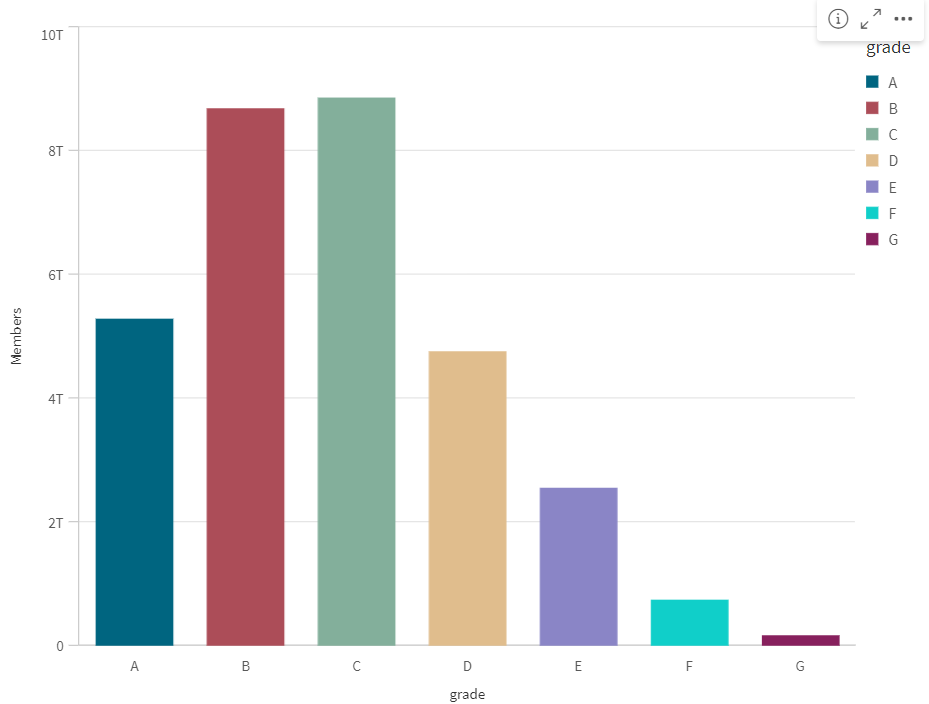 10T
8T
6T
4T
2T
0
Members
A
B
C
D
E
F
G
grade
grade
A
B
C
D
E
F
G